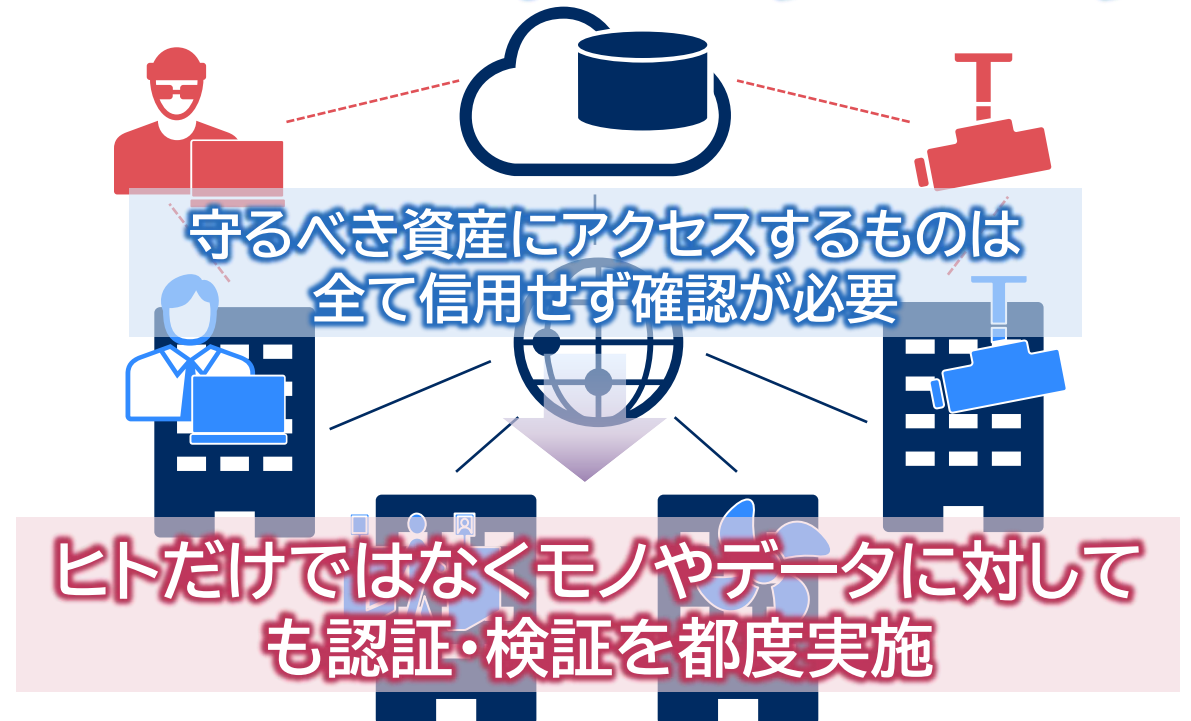 守るべき資産にアクセスするものは
全て信用せず確認が必要
ヒトだけではなくモノやデータに対して
も認証・検証を都度実施